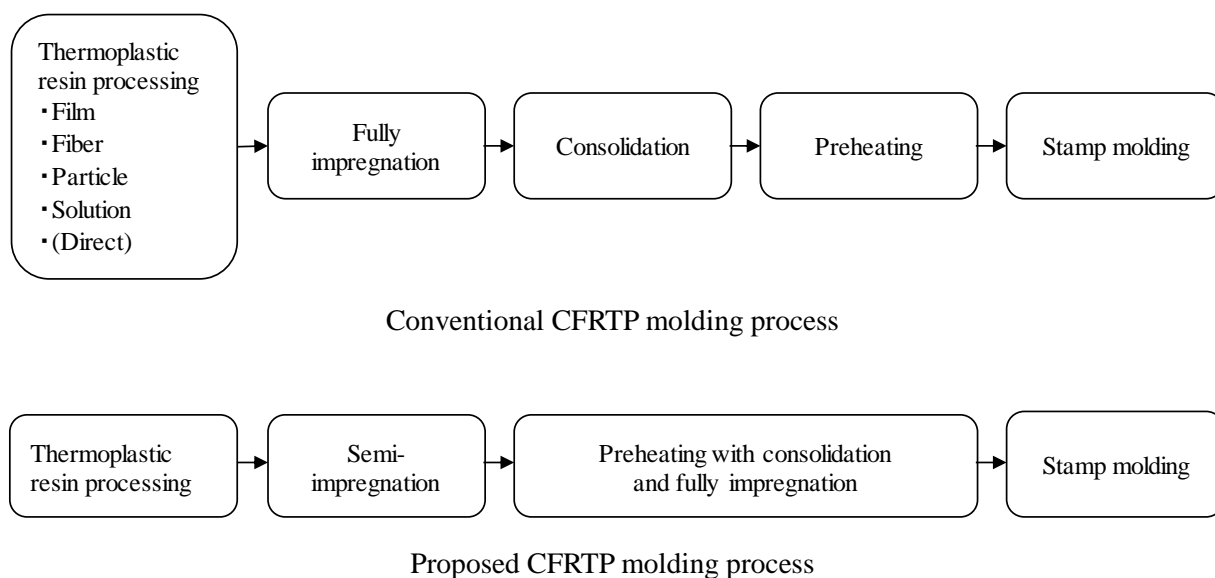 Thermoplastic
resin processing
・Film
・Fiber
・Particle
・Solution
・(Direct)
Fully
impregnation
Consolidation
Preheating
Stamp molding
Conventional CFRTP molding process
Thermoplastic
resin processing
Semi-
impregnation
Preheating with consolidation
and fully impregnation
Stamp molding
Proposed CFRTP molding process